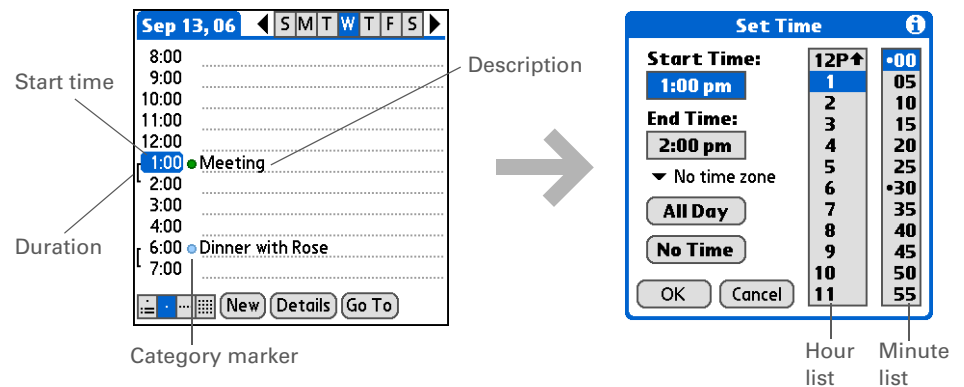 Sep 13, 06 S M T W T F S
8:00
9:00
10:00
11:00
12:00
1:00 Meeting
2:00
3:00
4:00
6:00 Dinner with Rose
7:00
New Details Go To
Start time
Duration
Description
Category marker
Set Time i
Start Time:
1:00 pm
End Time:
2:00 pm
No time zone
All Day
No Time
OK Cancel
12P
1
2
3
4
5
6
7
8
9
10
11
•00
05
10
15
20
25
•30
35
40
45
50
55
Hour
list
Minute
list